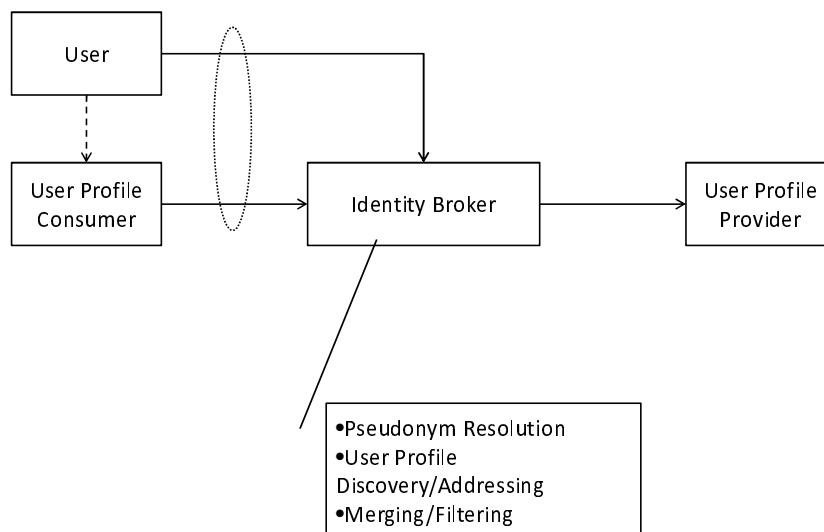 User
User Profile
Consumer
Identity Broker
User Profile
Provider
•Pseudonym Resolution
•User Profile
Discovery/Addressing
•Merging/Filtering